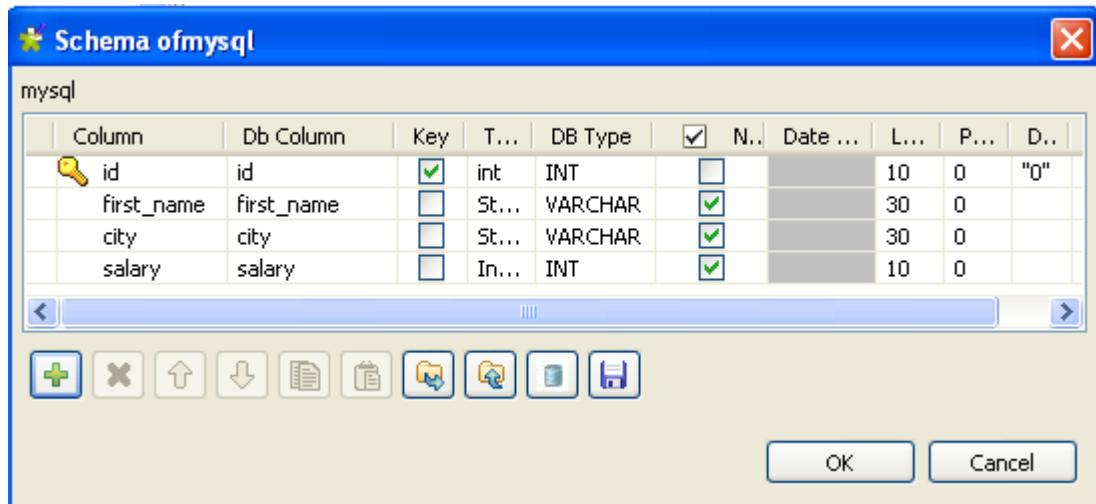 Schema ofmysql
mysql
Column Db Column Key T... DB Type N.. Date ... L... P... D..
id id int INT 10 0 "0"
first_name first_name St... VARCHAR 30 0
city city St... VARCHAR 30 0
salary salary In... INT 10 0
OK Cancel